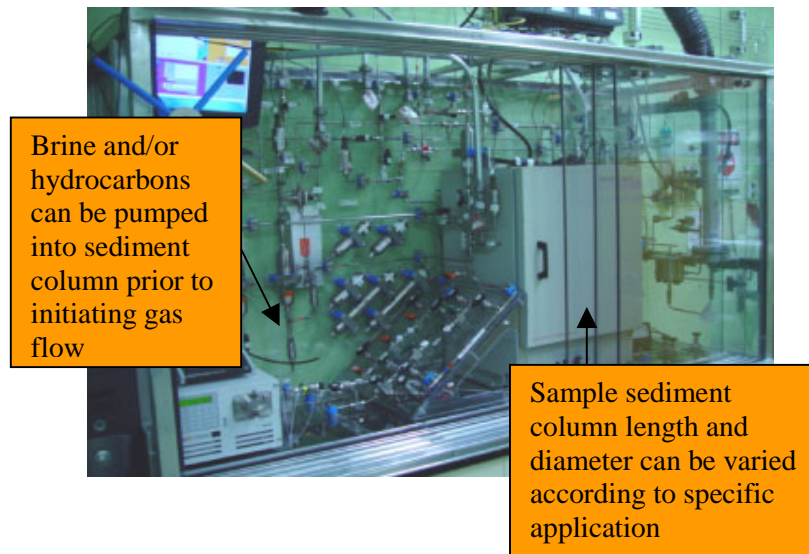 Brine and/or
hydrocarbons
can be pumped
into sediment
column prior to
initiating gas
flow
Sample sediment
column length and
diameter can be varied
according to specific
application